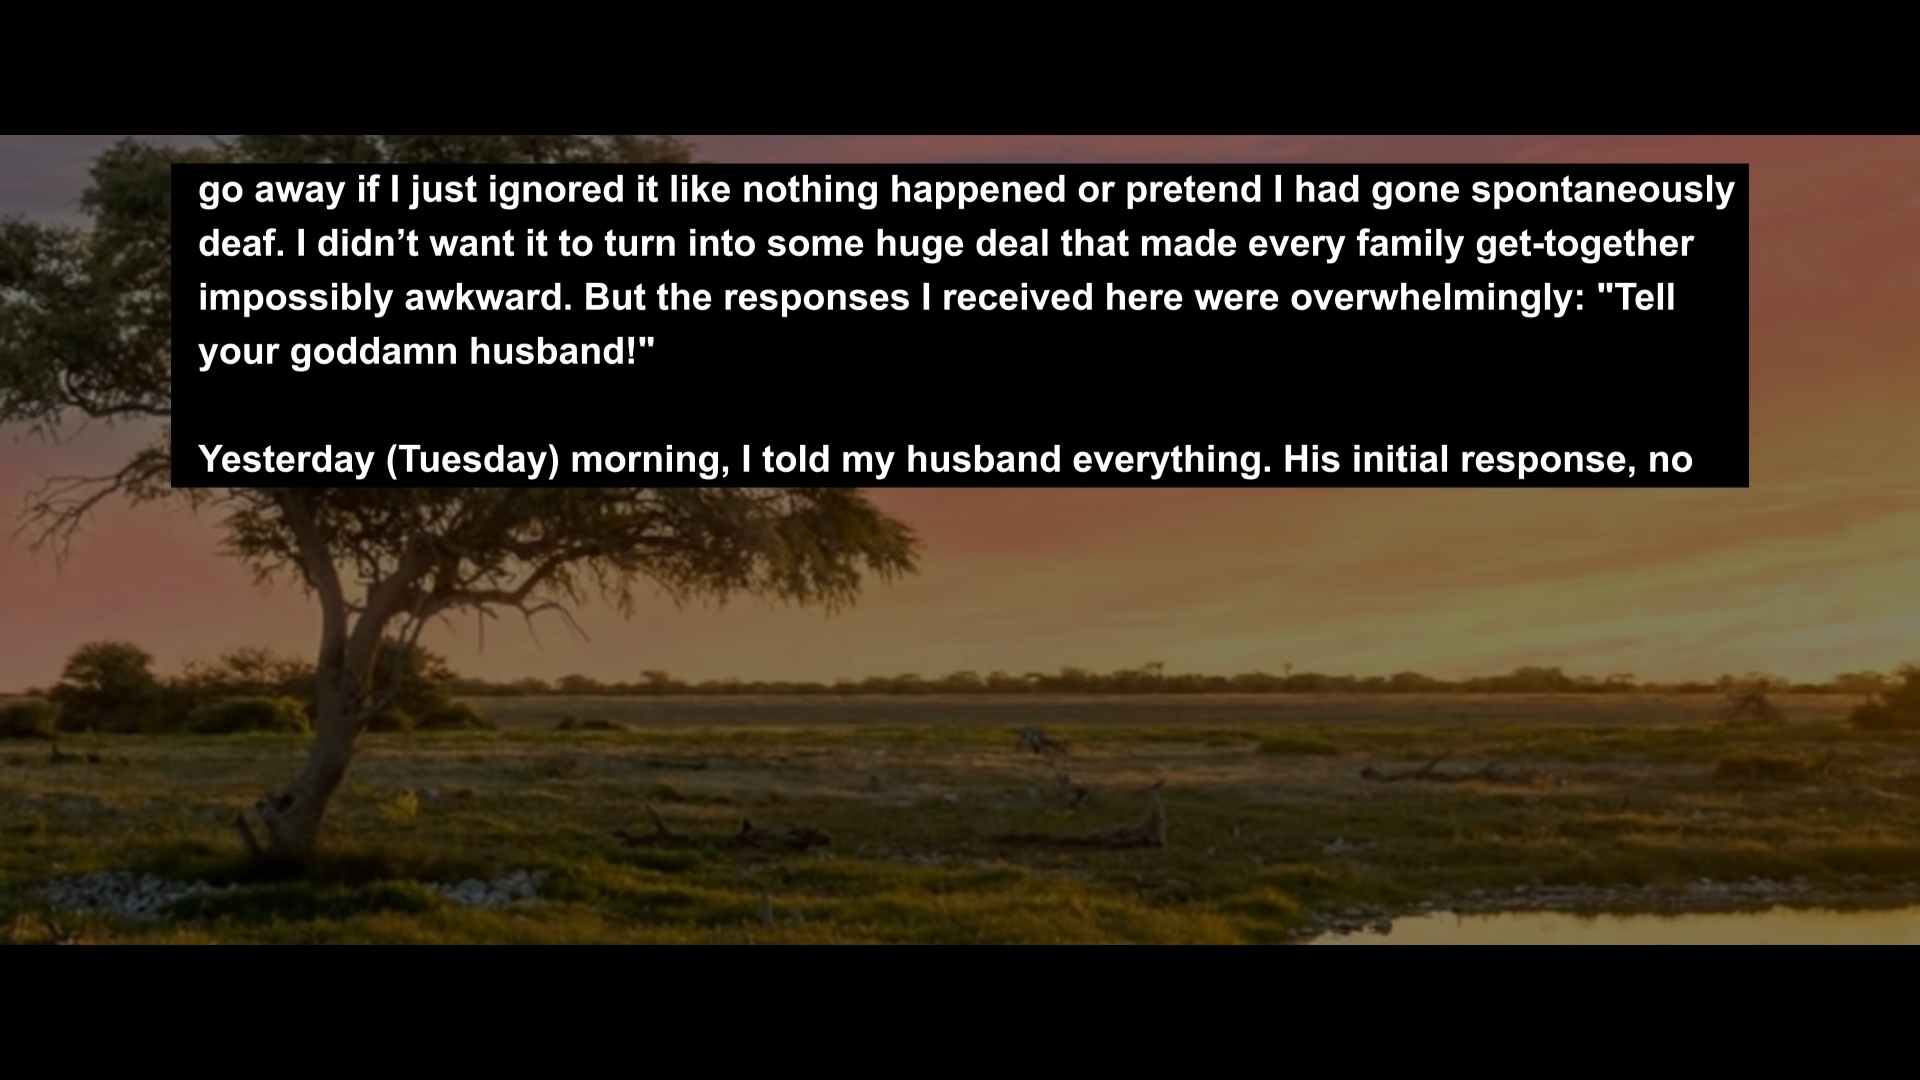 go away if I just ignored it like nothing happened or pretend I had gone spontaneously
deaf. I didn’t want it to turn into some huge deal that made every family get-together
impossibly awkward. But the responses I received here were overwhelmingly: "Tell
your goddamn husband!"
Yesterday (Tuesday) morning, I told my husband everything. His initial response, no